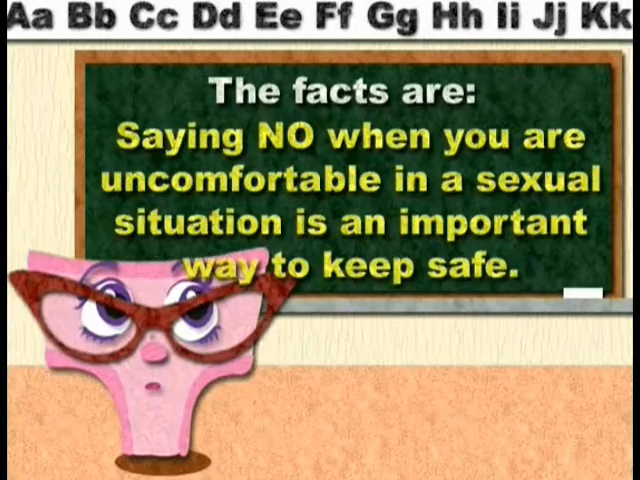 Aa Bb Cc Dd Ee Ff Gg Hh Ii Jj Kk
The facts are:
Saying NO when you are
uncomfortable in a sexual
situation is an important
way to keep safe.